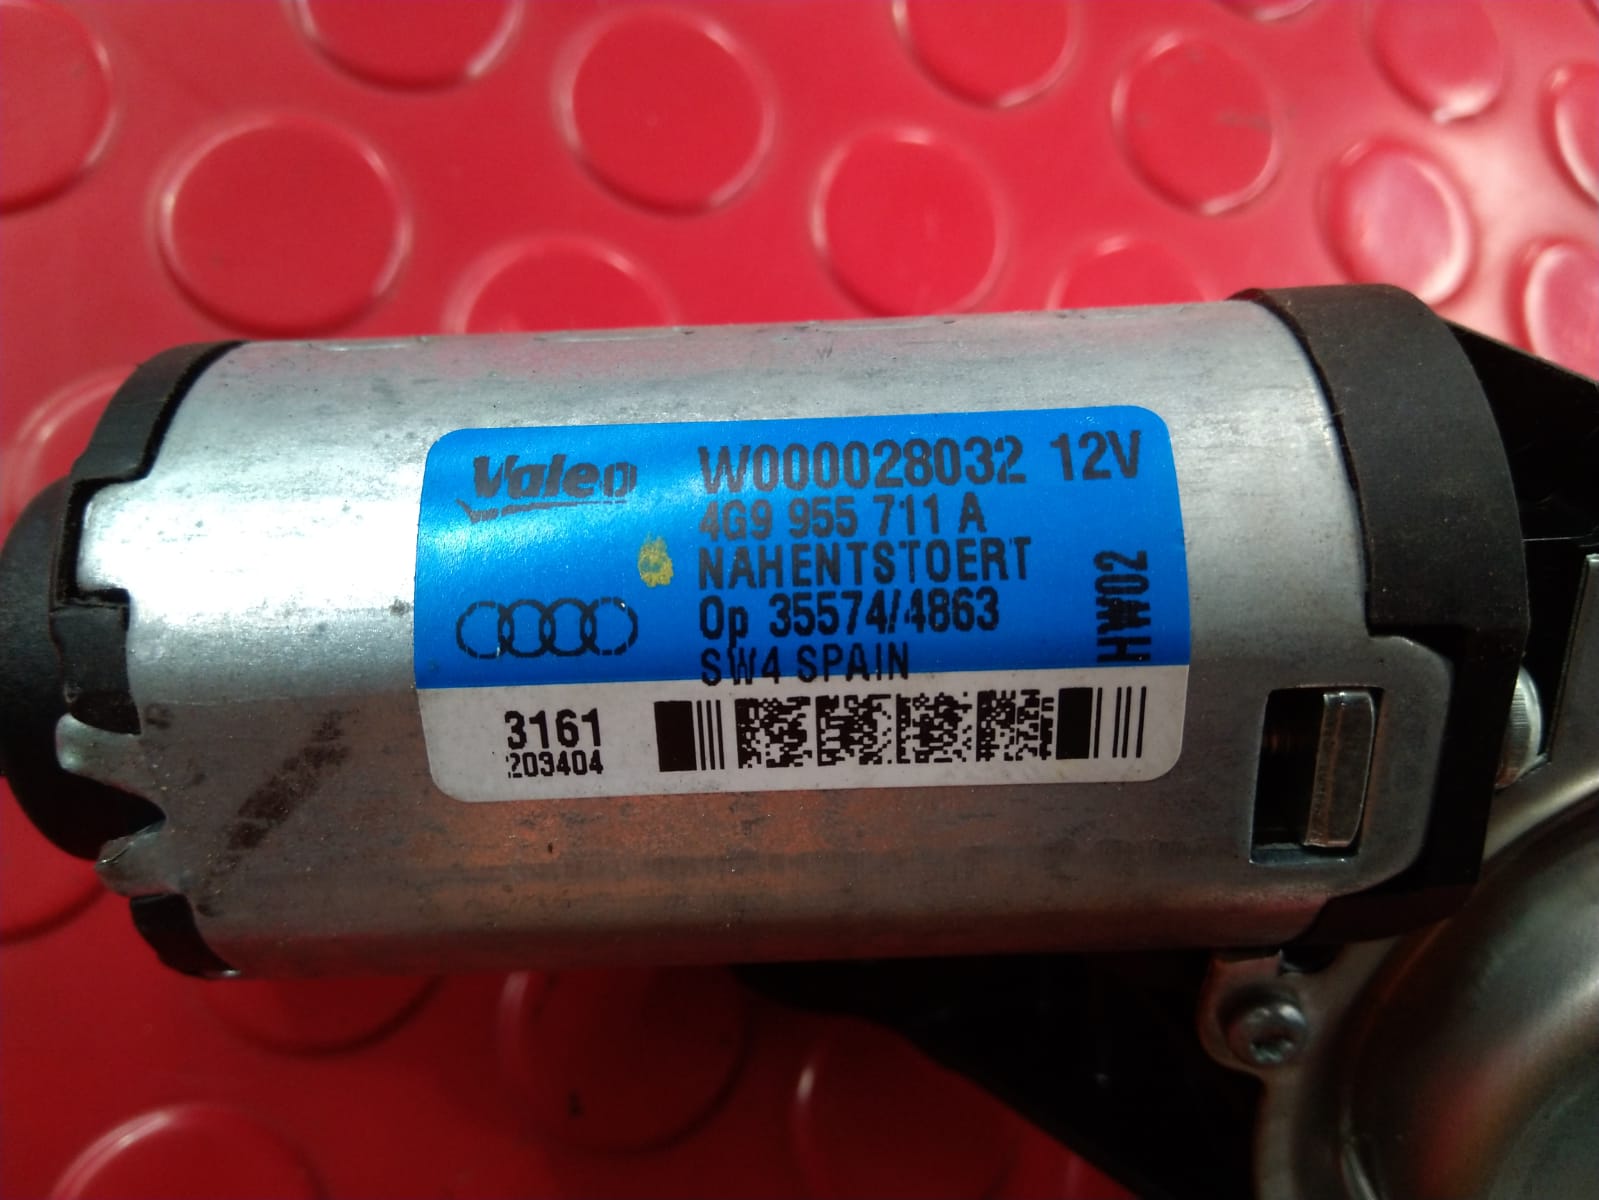 Valeo
W000028032 12V
4G9 955 711 A
NAHENTSTOERT
Op 35574/4863
SW4 SPAIN
HW02
3161
203404